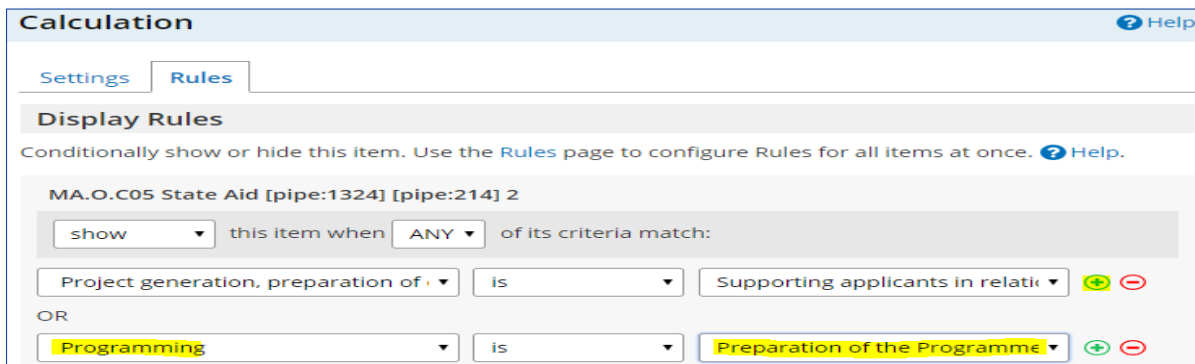 Calculation Help
Settings Rules
Display Rules
Conditionally show or hide this item. Use the Rules page to configure Rules for all items at once. Help.
MA.O.C05 State Aid [pipe:1324] [pipe:214] 2
show this item when ANY of its criteria match:
Project generation, preparation of is Supporting applicants in relati
OR
Programming is Preparation of the Programme